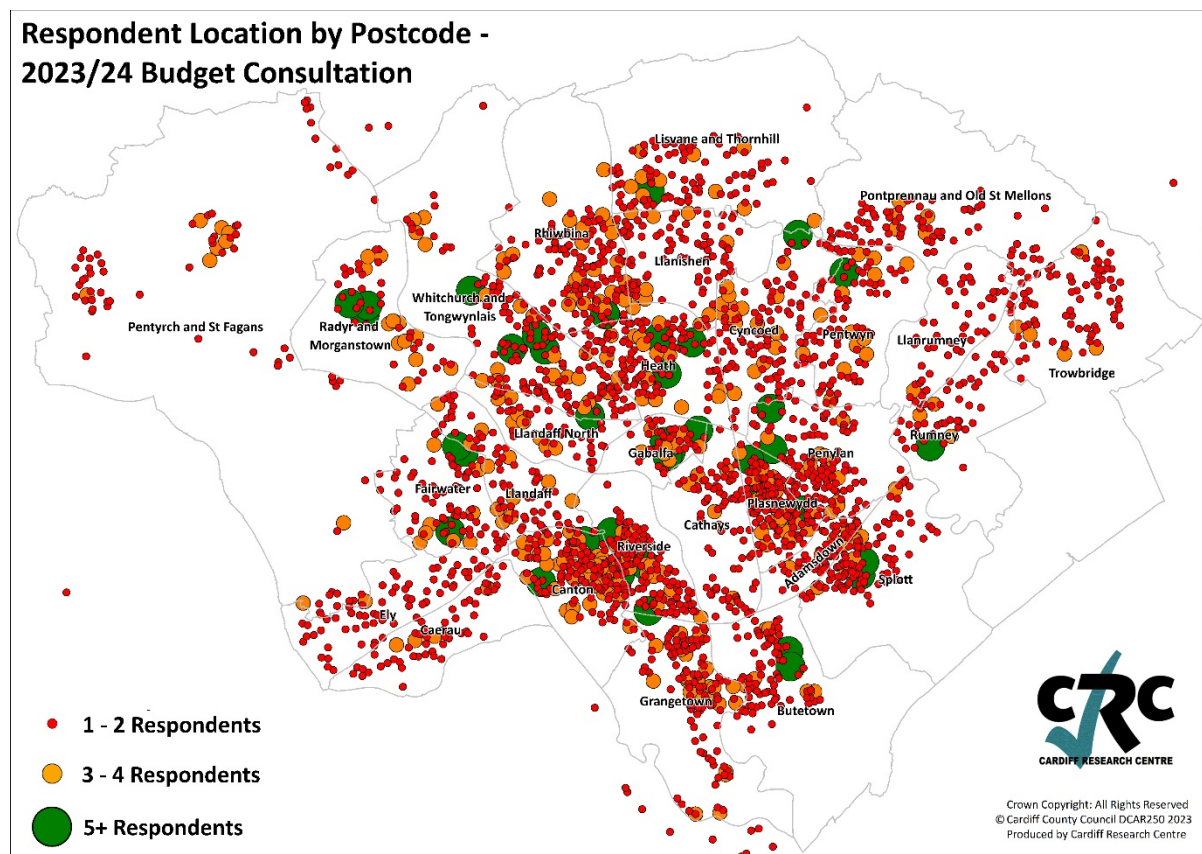 Respondent Location by Postcode -
2023/24 Budget Consultation
Lisvane and Thornhill
Pontprennau and Old St Mellons
Rhiwbina
Llanishen
Whitchurch and
Tongwynlais
Pentyrch and St Fagans
Radyr and
Morganstown
Cyncoed
Pentwyn
Llanrumney
Heath
Trowbridge
Llandaff North
Rumney
Gabalfa
Penylan
Fairwater
Llandaff
Plasnewydd
Cathays
Riverside
Adamsdown
Splott
Canton
Ely
Caerau
Grangetown
Butetown
1 - 2 Respondents
3 - 4 Respondents
5+ Respondents
CRC
CARDIFF RESEARCH CENTRE
Crown Copyright: All Rights Reserved
© Cardiff County Council DCAR250 2023
Produced by Cardiff Research Centre